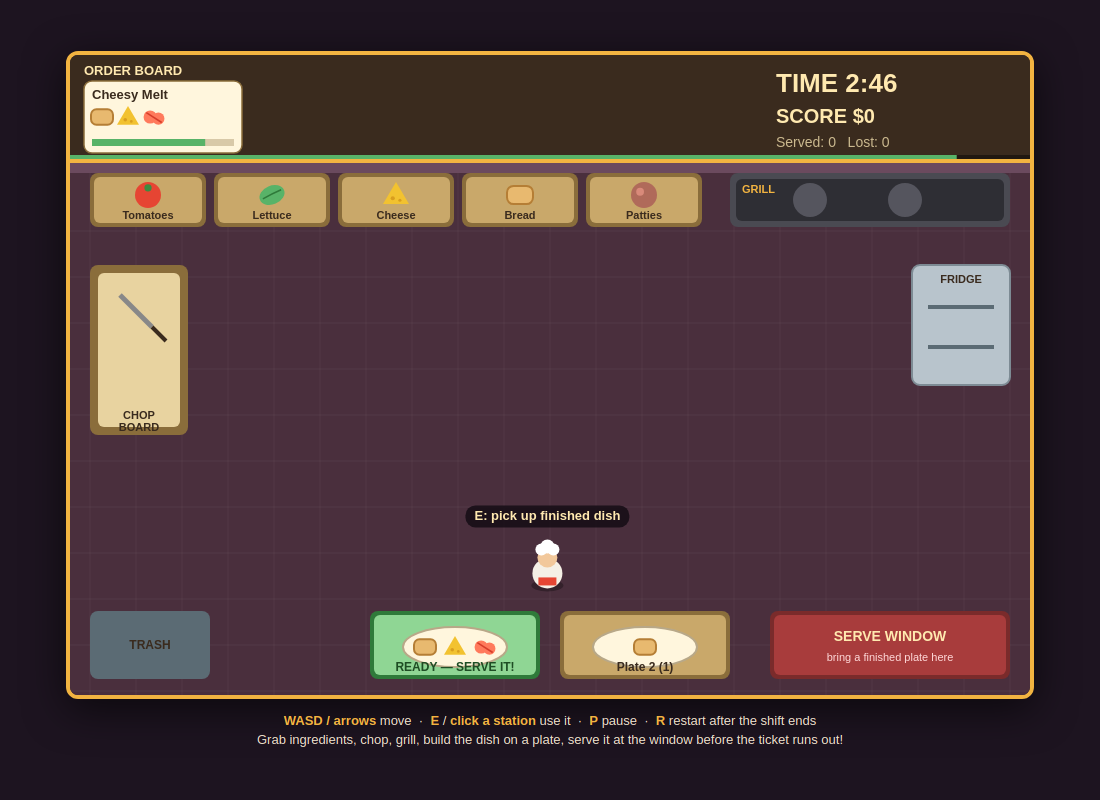 ORDER BOARD
Cheesy Melt
TIME 2:46
SCORE $0
Served: 0 Lost: 0
Tomatoes
Lettuce
Cheese
Bread
Patties
GRILL
CHOP
BOARD
FRIDGE
E: pick up finished dish
TRASH
READY — SERVE IT!
Plate 2 (1)
SERVE WINDOW
bring a finished plate here
WASD / arrows move · E / click a station use it · P pause · R restart after the shift ends
Grab ingredients, chop, grill, build the dish on a plate, serve it at the window before the ticket runs out!